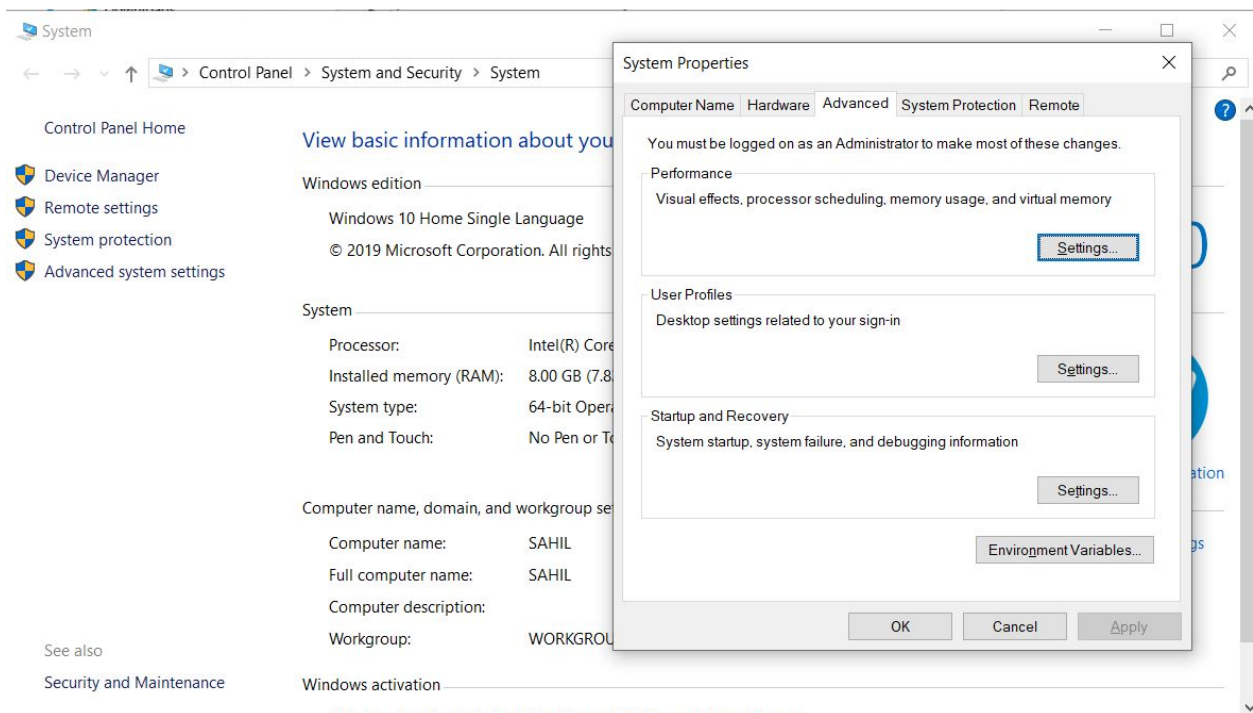 System
Control Panel > System and Security > System
Control Panel Home
Device Manager
Remote settings
System protection
Advanced system settings
See also
Security and Maintenance
View basic information about you
Windows edition
Windows 10 Home Single Language
© 2019 Microsoft Corporation. All rights
System
Processor: Intel(R) Core
Installed memory (RAM): 8.00 GB (7.8
System type: 64-bit Opera
Pen and Touch: No Pen or To
Computer name, domain, and workgroup se
Computer name: SAHIL
Full computer name: SAHIL
Computer description:
Workgroup: WORKGROU
Windows activation
ation
gs
System Properties
Computer Name Hardware Advanced System Protection Remote
You must be logged on as an Administrator to make most of these changes.
Performance
Visual effects, processor scheduling, memory usage, and virtual memory
Settings...
User Profiles
Desktop settings related to your sign-in
Settings...
Startup and Recovery
System startup, system failure, and debugging information
Settings...
Environment Variables...
OK Cancel Apply